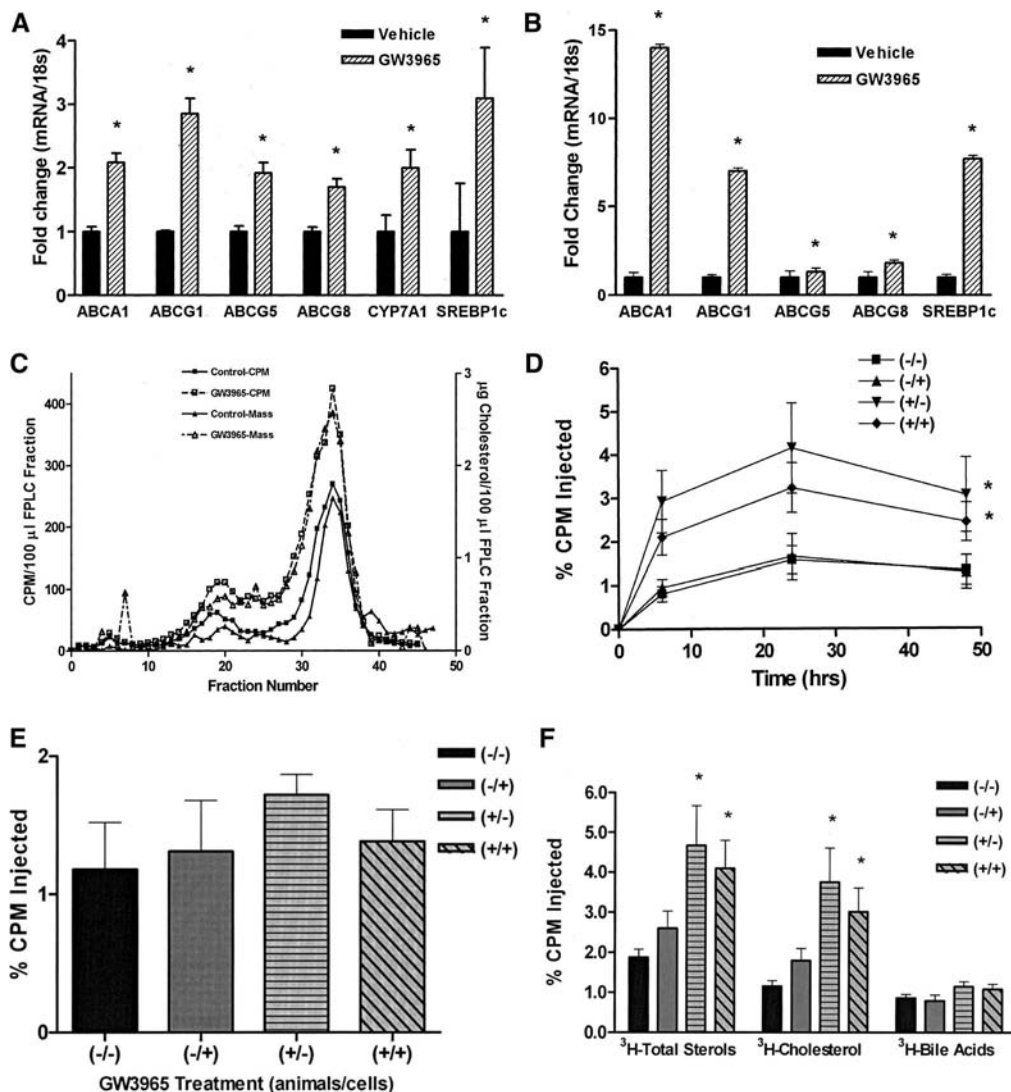 A
Fold change (mRNA/18s)
4
3
2
1
0
Vehicle
GW3965
*
*
*
*
*
*
ABCA1 ABCG1 ABCG5 ABCG8 CYP7A1 SREBP1c
B
Fold Change (mRNA/18s)
15
10
5
0
Vehicle
GW3965
*
*
*
*
*
ABCA1 ABCG1 ABCG5 ABCG8 SREBP1c
C
CPM/100 µl FPLC Fraction
400
300
200
100
0
Control-CPM
GW3965-CPM
Control-Mass
GW3965-Mass
3
2
1
0
µg Cholesterol/100 µl FPLC Fraction
0 10 20 30 40 50
Fraction Number
D
% CPM Injected
6
5
4
3
2
1
0
(-/-)
(-/+)
(+/-)
(+/+)
*
*
0 10 20 30 40 50
Time (hrs)
E
% CPM Injected
2
1
0
(-/-)
(-/+)
(+/-)
(+/+)
(-/-) (-/+) (+/-) (+/+)
GW3965 Treatment (animals/cells)
F
% CPM Injected
6.0
5.0
4.0
3.0
2.0
1.0
0.0
(-/-)
(-/+)
(+/-)
(+/+)
*
*
*
*
³H-Total Sterols ³H-Cholesterol ³H-Bile Acids